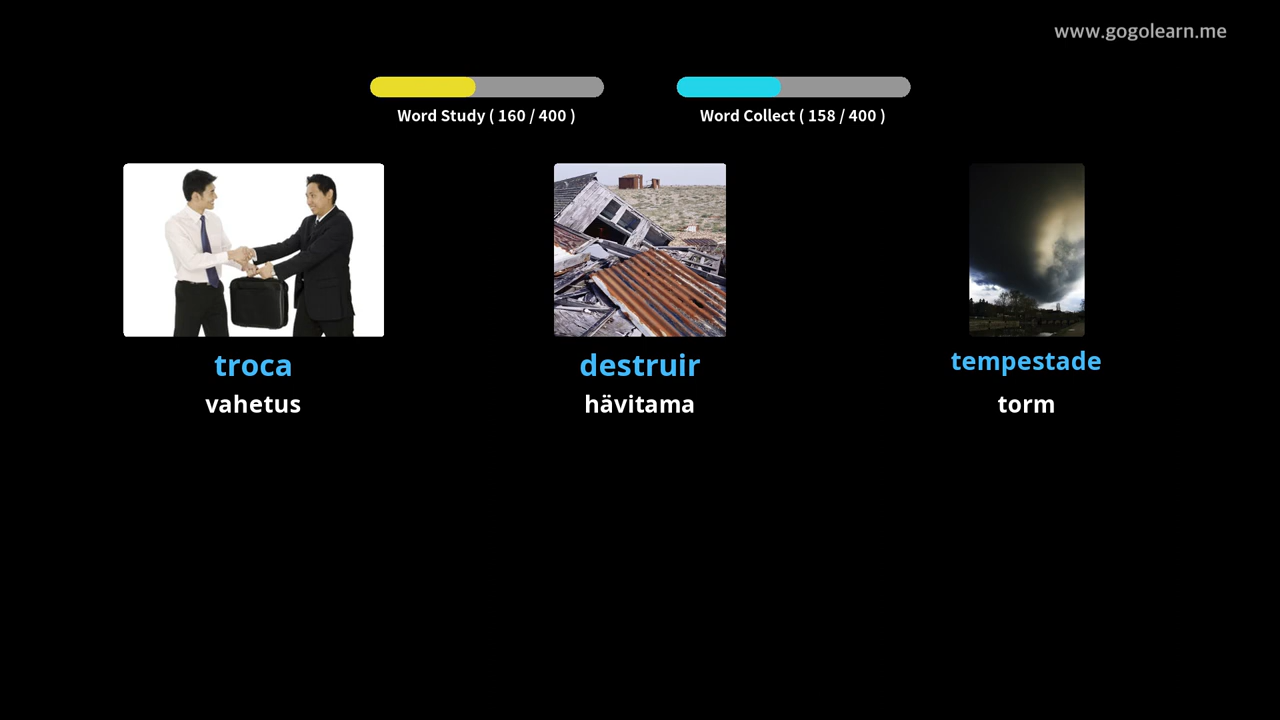 www.gogolearn.me
Word Study ( 160 / 400 )
Word Collect ( 158 / 400 )
troca
destruir
tempestade
vahetus
hävitama
torm